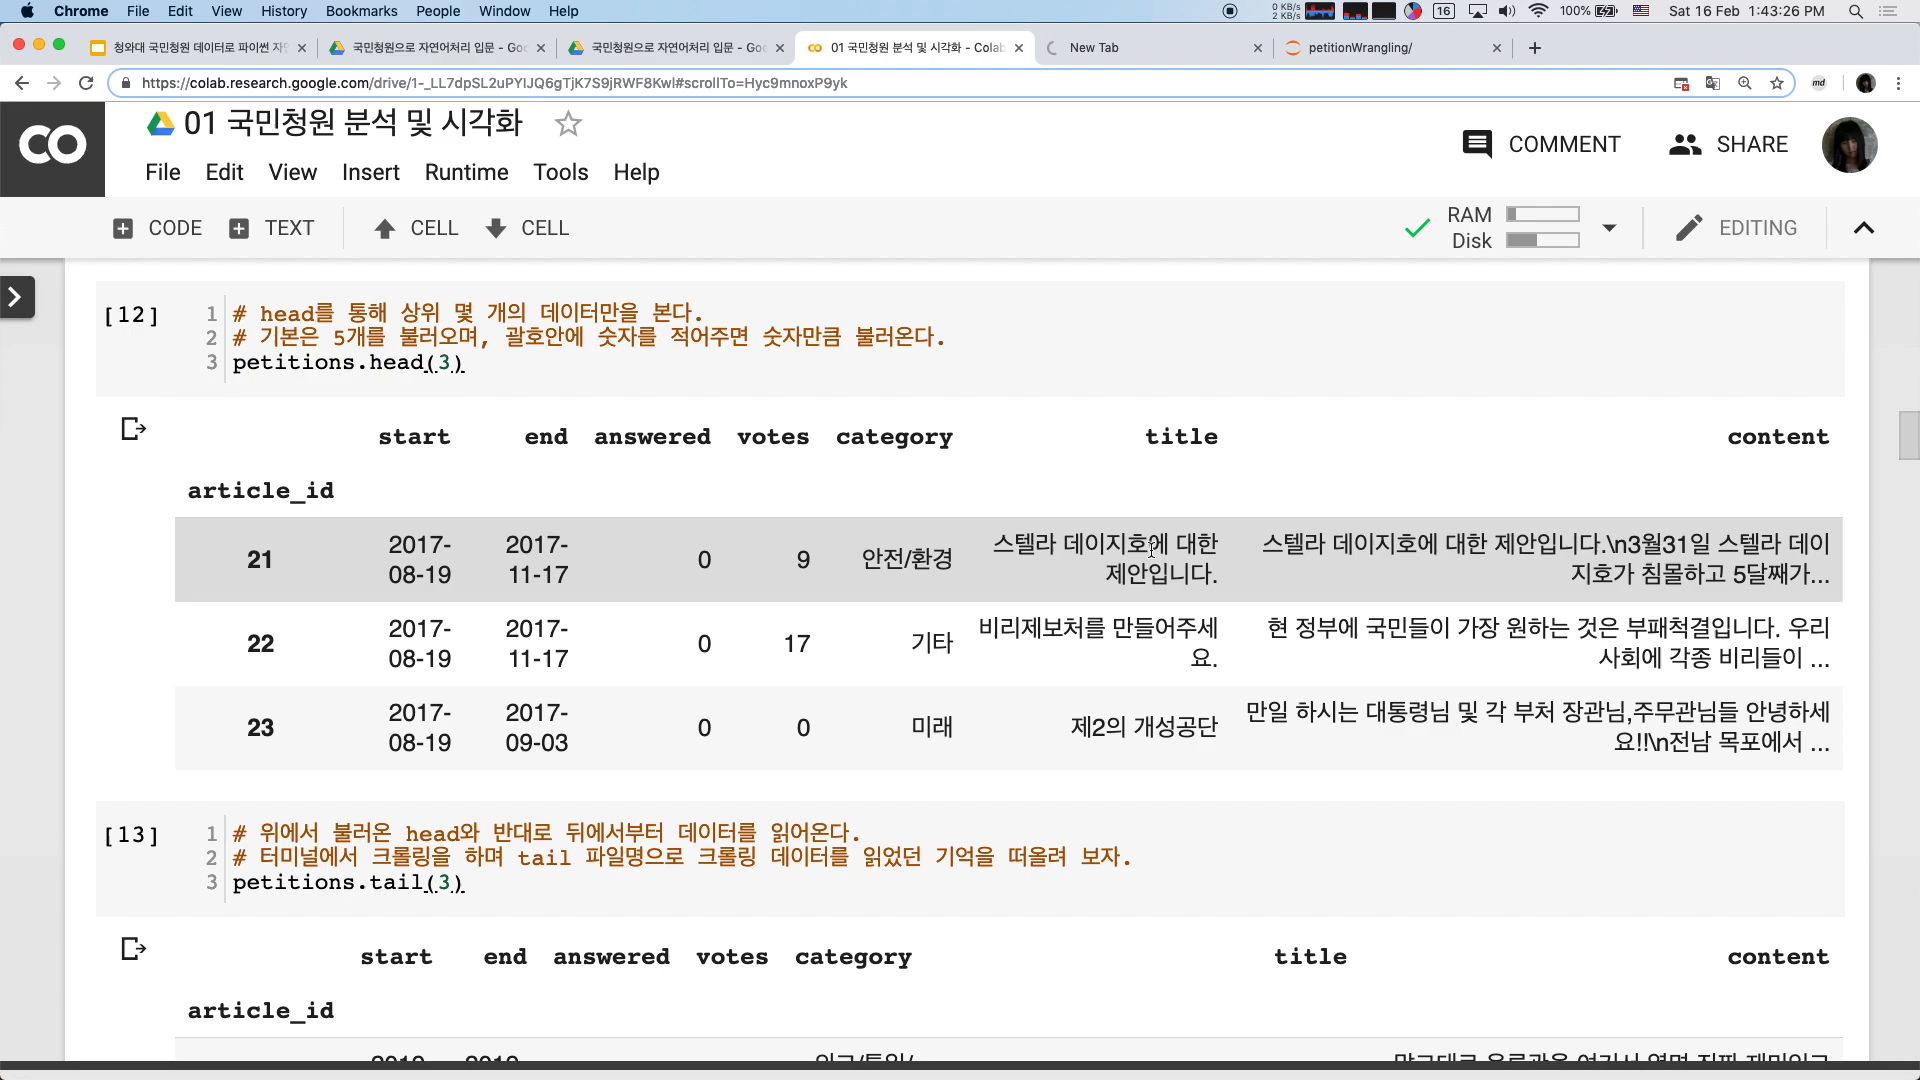 Chrome File Edit View History Bookmarks People Window Help
0 KB/s
2 KB/s
16 100% Sat 16 Feb 1:43:26 PM
청와대 국민청원 데이터로 파이썬 자연 국민청원으로 자연어처리 입문 - Goo 국민청원으로 자연어처리 입문 - Goo 01 국민청원 분석 및 시각화 - Colab New Tab petitionWrangling/
https://colab.research.google.com/drive/1-_LL7dpSL2uPYIJQ6gTjK7S9jRWF8Kwl#scrollTo=Hyc9mnoxP9yk
md
CO
01 국민청원 분석 및 시각화
COMMENT SHARE
File Edit View Insert Runtime Tools Help
CODE TEXT CELL CELL
RAM
Disk
EDITING
[12]
1 # head를 통해 상위 몇 개의 데이터만을 본다.
2 # 기본은 5개를 불러오며, 괄호안에 숫자를 적어주면 숫자만큼 불러온다.
3 petitions.head(3)
start end answered votes category title content
article_id
21 2017-08-19 2017-11-17 0 9 안전/환경 스텔라 데이지호에 대한 제안입니다. 스텔라 데이지호에 대한 제안입니다.\n3월31일 스텔라 데이지호가 침몰하고 5달째가...
22 2017-08-19 2017-11-17 0 17 기타 비리제보처를 만들어주세요. 현 정부에 국민들이 가장 원하는 것은 부패척결입니다. 우리 사회에 각종 비리들이 ...
23 2017-08-19 2017-09-03 0 0 미래 제2의 개성공단 만일 하시는 대통령님 및 각 부처 장관님,주무관님들 안녕하세요!!\n전남 목포에서 ...
[13]
1 # 위에서 불러온 head와 반대로 뒤에서부터 데이터를 읽어온다.
2 # 터미널에서 크롤링을 하며 tail 파일명으로 크롤링 데이터를 읽었던 기억을 떠올려 보자.
3 petitions.tail(3)
start end answered votes category title content
article_id